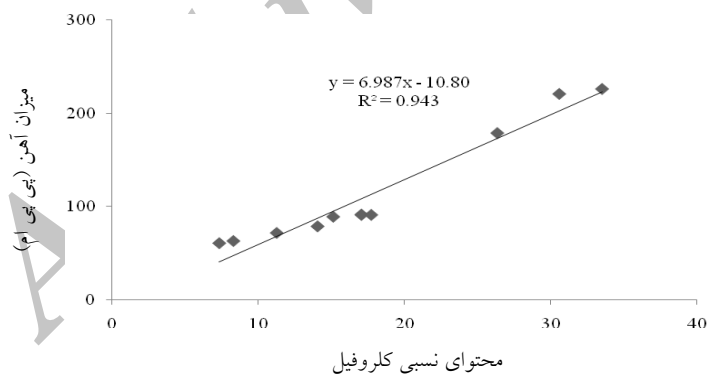 300
200
100
0
y = 6.987x - 10.80
R² = 0.943
میزان آهن (پی پی ام)
0
10
20
30
40
محتوای نسبی کلروفیل